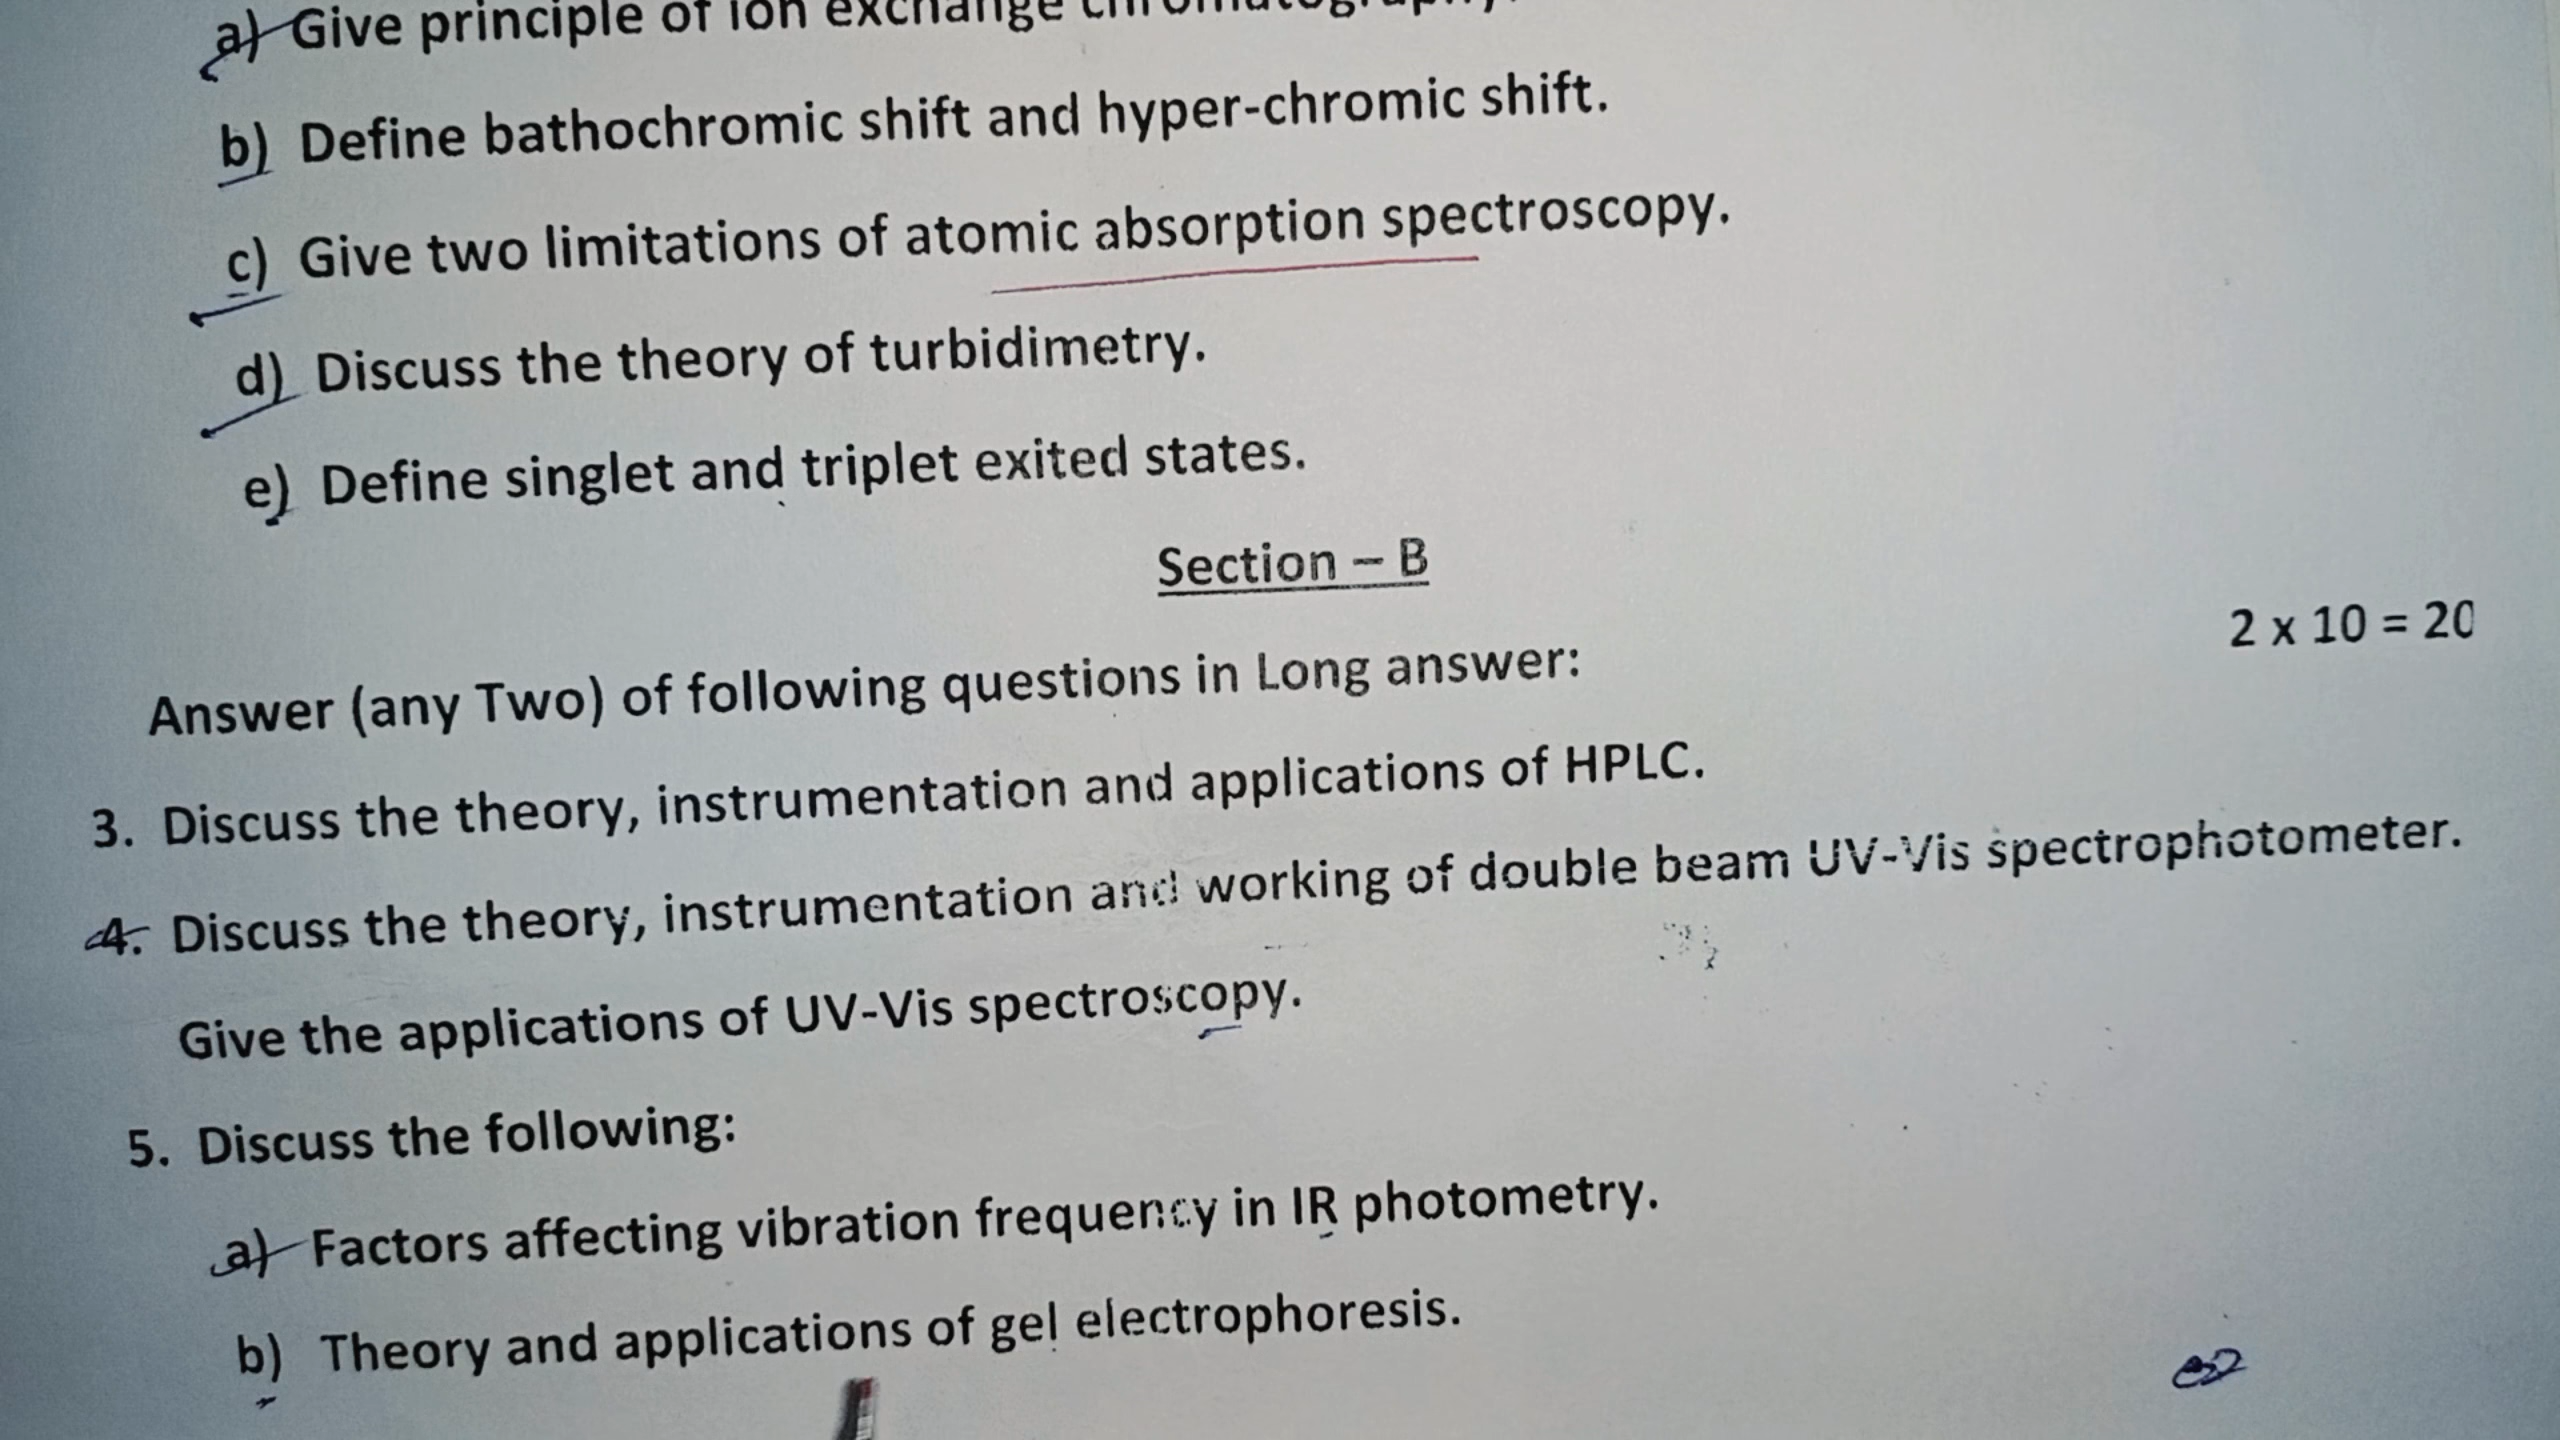 a) Give principle of ion exchange chromatography.
b) Define bathochromic shift and hyper-chromic shift.
c) Give two limitations of atomic absorption spectroscopy.
d) Discuss the theory of turbidimetry.
e) Define singlet and triplet exited states.
Section – B
2 x 10 = 20
Answer (any Two) of following questions in Long answer:
3. Discuss the theory, instrumentation and applications of HPLC.
4. Discuss the theory, instrumentation and working of double beam UV-Vis spectrophotometer.
Give the applications of UV-Vis spectroscopy.
5. Discuss the following:
a) Factors affecting vibration frequency in IR photometry.
b) Theory and applications of gel electrophoresis.